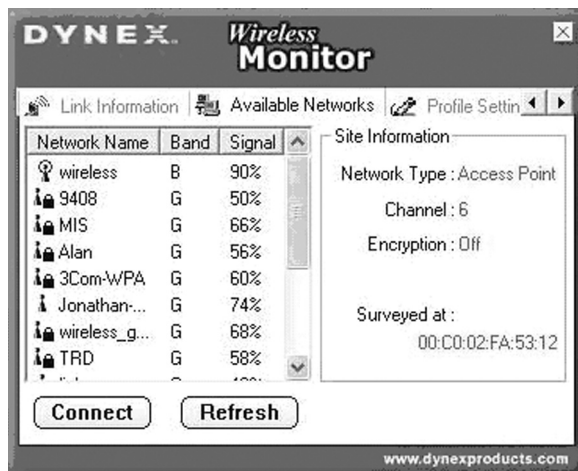 DYNEX. Wireless Monitor
Link Information Available Networks Profile Settin
Network Name Band Signal
wireless B 90%
9408 G 50%
MIS G 66%
Alan G 56%
3Com-WPA G 60%
Jonathan-... G 74%
wireless_g... G 68%
TRD G 58%
Site Information
Network Type : Access Point
Channel : 6
Encryption : Off
Surveyed at :
00:C0:02:FA:53:12
Connect Refresh
www.dynexproducts.com